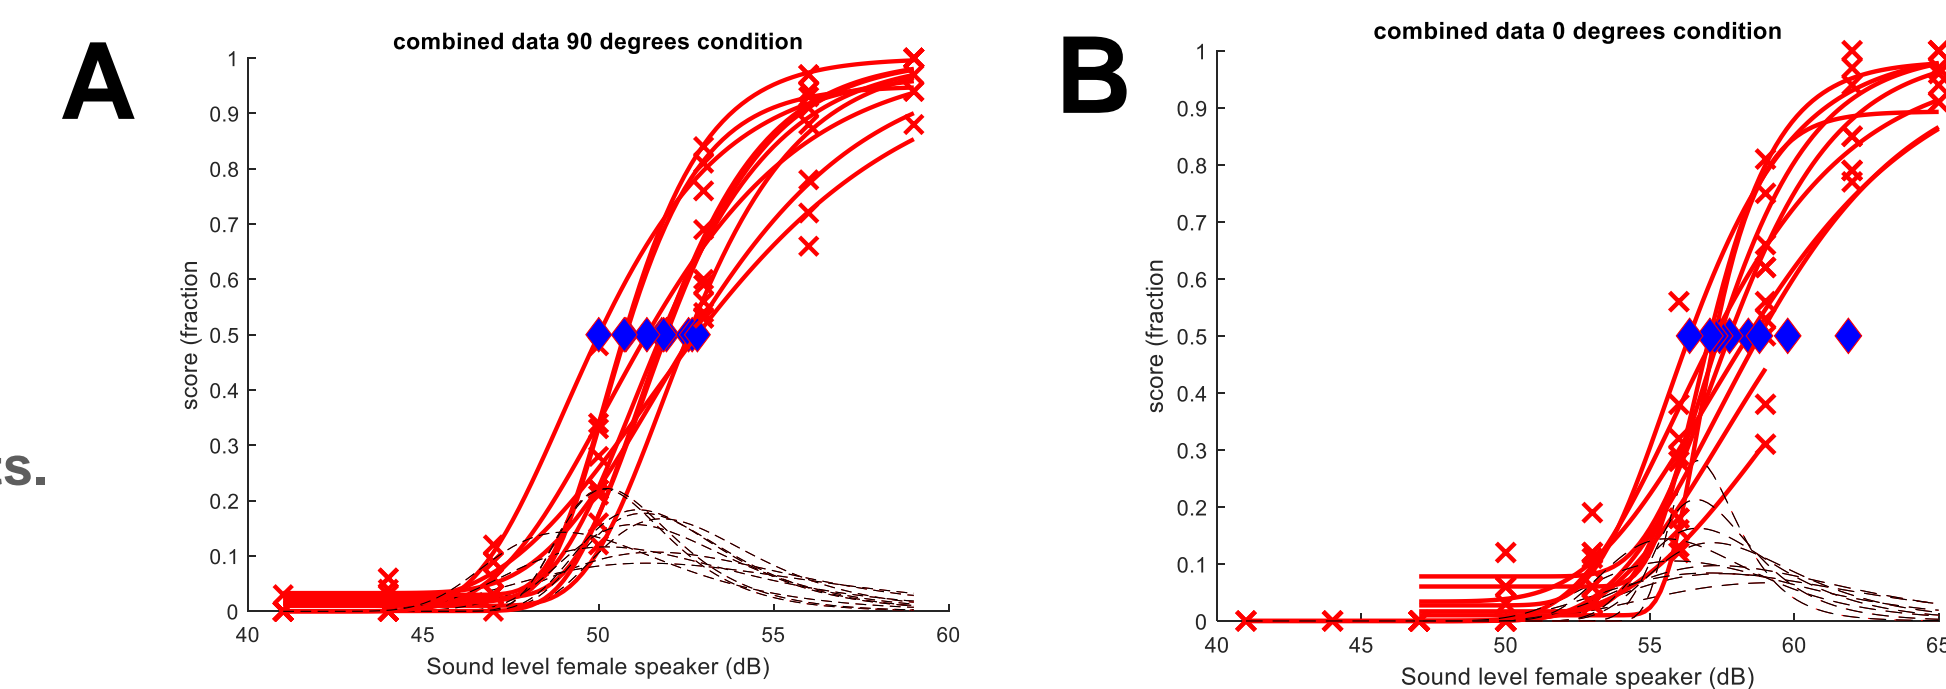 A
combined data 90 degrees condition
1
0.9
0.8
0.7
0.6
0.5
0.4
0.3
0.2
0.1
0
score (fraction
40 45 50 55 60
Sound level female speaker (dB)
ts.
B
combined data 0 degrees condition
1
0.9
0.8
0.7
0.6
0.5
0.4
0.3
0.2
0.1
0
score (fraction
40 45 50 55 60 65
Sound level female speaker (dB)